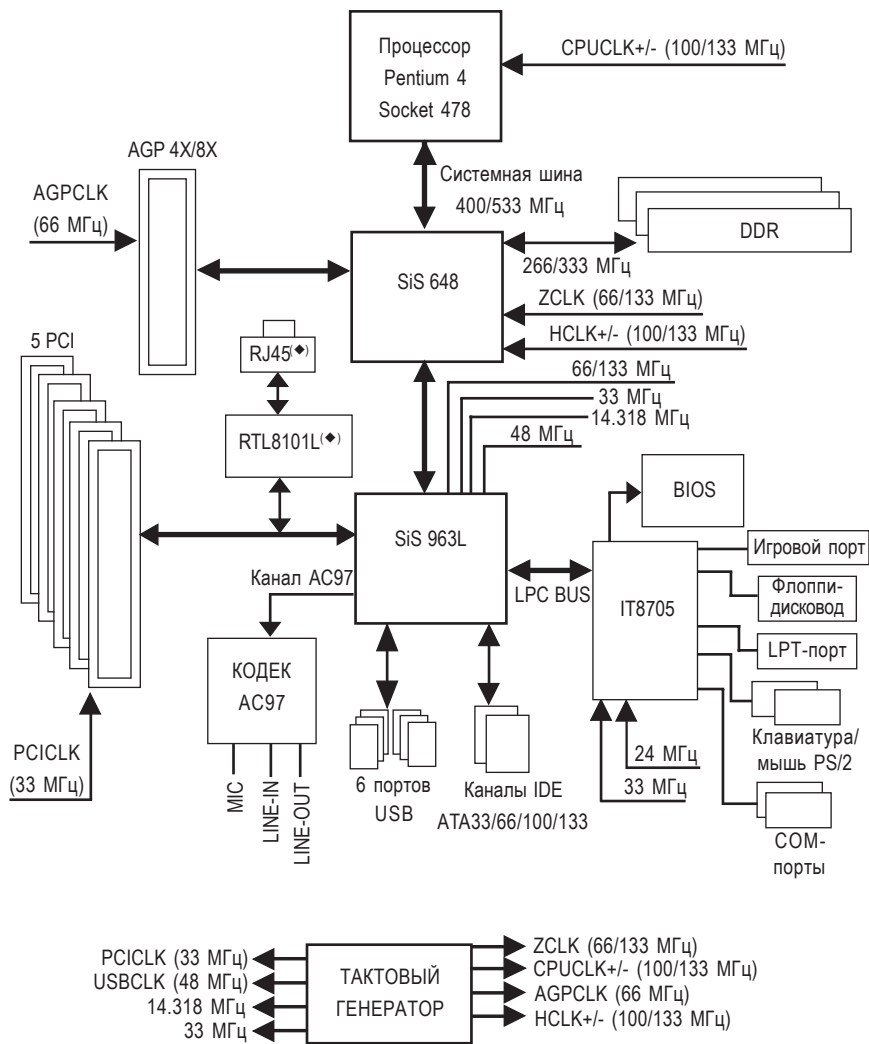 Процессор
Pentium 4
Socket 478
CPUCLK+/- (100/133 МГц)
AGP 4X/8X
Системная шина
400/533 МГц
AGPCLK
(66 МГц)
DDR
266/333 МГц
SiS 648
ZCLK (66/133 МГц)
HCLK+/- (100/133 МГц)
5 PCI
RJ45(◆)
66/133 МГц
33 МГц
14.318 МГц
48 МГц
RTL8101L(◆)
BIOS
SiS 963L
Игровой порт
Канал AC97
LPC BUS
IT8705
Флоппи-
дисковод
LPT-порт
КОДЕК
AC97
Клавиатура/
мышь PS/2
PCICLK
(33 МГц)
24 МГц
33 МГц
MIC
LINE-IN
LINE-OUT
6 портов
USB
Каналы IDE
ATA33/66/100/133
COM-
порты
PCICLK (33 МГц)
USBCLK (48 МГц)
14.318 МГц
33 МГц
ТАКТОВЫЙ
ГЕНЕРАТОР
ZCLK (66/133 МГц)
CPUCLK+/- (100/133 МГц)
AGPCLK (66 МГц)
HCLK+/- (100/133 МГц)